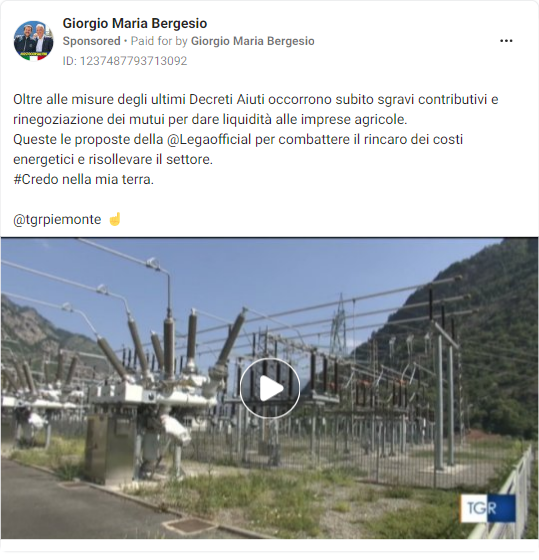 Giorgio Maria Bergesio
Sponsored • Paid for by Giorgio Maria Bergesio
ID: 1237487793713092
Oltre alle misure degli ultimi Decreti Aiuti occorrono subito sgravi contributivi e
rinegoziazione dei mutui per dare liquidità alle imprese agricole.
Queste le proposte della @Legaofficial per combattere il rincaro dei costi
energetici e risollevare il settore.
#Credo nella mia terra.
@tgrpiemonte ☝
TGR